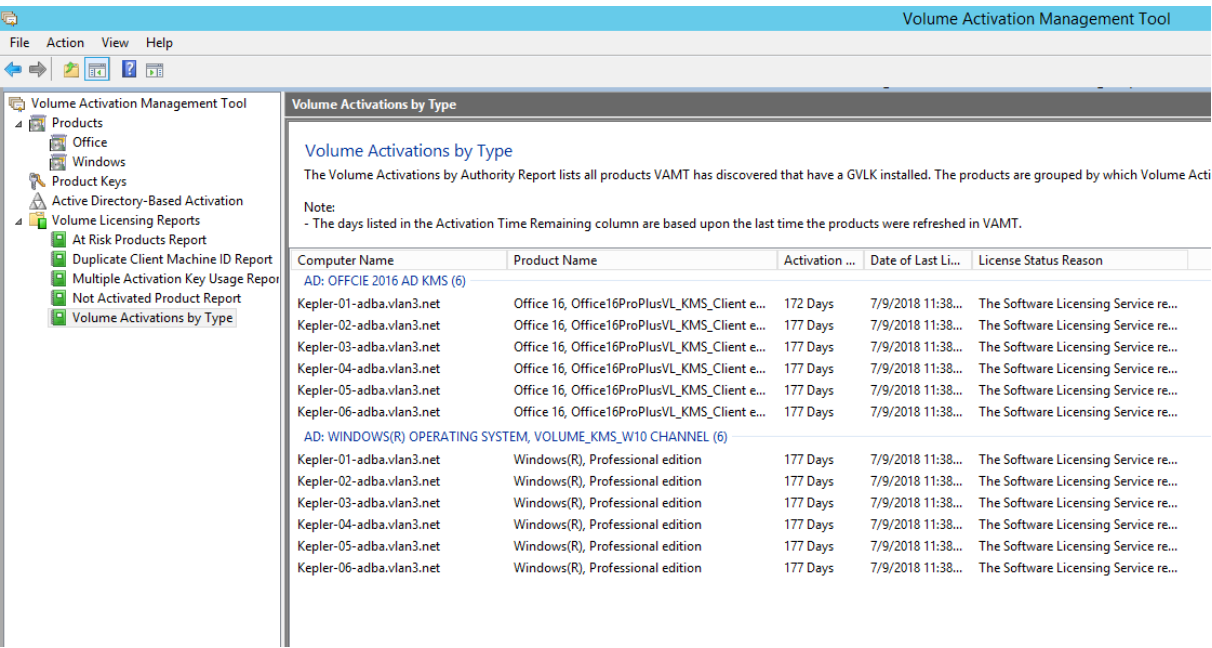 Volume Activation Management Tool
File Action View Help
Volume Activation Management Tool
Products
Office
Windows
Product Keys
Active Directory-Based Activation
Volume Licensing Reports
At Risk Products Report
Duplicate Client Machine ID Report
Multiple Activation Key Usage Repor
Not Activated Product Report
Volume Activations by Type
Volume Activations by Type
Volume Activations by Type
The Volume Activations by Authority Report lists all products VAMT has discovered that have a GVLK installed. The products are grouped by which Volume Acti
Note:
- The days listed in the Activation Time Remaining column are based upon the last time the products were refreshed in VAMT.
Computer Name Product Name Activation ... Date of Last Li... License Status Reason
AD: OFFCIE 2016 AD KMS (6)
Kepler-01-adba.vlan3.net Office 16, Office16ProPlusVL_KMS_Client e... 172 Days 7/9/2018 11:38... The Software Licensing Service re...
Kepler-02-adba.vlan3.net Office 16, Office16ProPlusVL_KMS_Client e... 177 Days 7/9/2018 11:38... The Software Licensing Service re...
Kepler-03-adba.vlan3.net Office 16, Office16ProPlusVL_KMS_Client e... 177 Days 7/9/2018 11:38... The Software Licensing Service re...
Kepler-04-adba.vlan3.net Office 16, Office16ProPlusVL_KMS_Client e... 177 Days 7/9/2018 11:38... The Software Licensing Service re...
Kepler-05-adba.vlan3.net Office 16, Office16ProPlusVL_KMS_Client e... 177 Days 7/9/2018 11:38... The Software Licensing Service re...
Kepler-06-adba.vlan3.net Office 16, Office16ProPlusVL_KMS_Client e... 177 Days 7/9/2018 11:38... The Software Licensing Service re...
AD: WINDOWS(R) OPERATING SYSTEM, VOLUME_KMS_W10 CHANNEL (6)
Kepler-01-adba.vlan3.net Windows(R), Professional edition 177 Days 7/9/2018 11:38... The Software Licensing Service re...
Kepler-02-adba.vlan3.net Windows(R), Professional edition 177 Days 7/9/2018 11:38... The Software Licensing Service re...
Kepler-03-adba.vlan3.net Windows(R), Professional edition 177 Days 7/9/2018 11:38... The Software Licensing Service re...
Kepler-04-adba.vlan3.net Windows(R), Professional edition 177 Days 7/9/2018 11:38... The Software Licensing Service re...
Kepler-05-adba.vlan3.net Windows(R), Professional edition 177 Days 7/9/2018 11:38... The Software Licensing Service re...
Kepler-06-adba.vlan3.net Windows(R), Professional edition 177 Days 7/9/2018 11:38... The Software Licensing Service re...